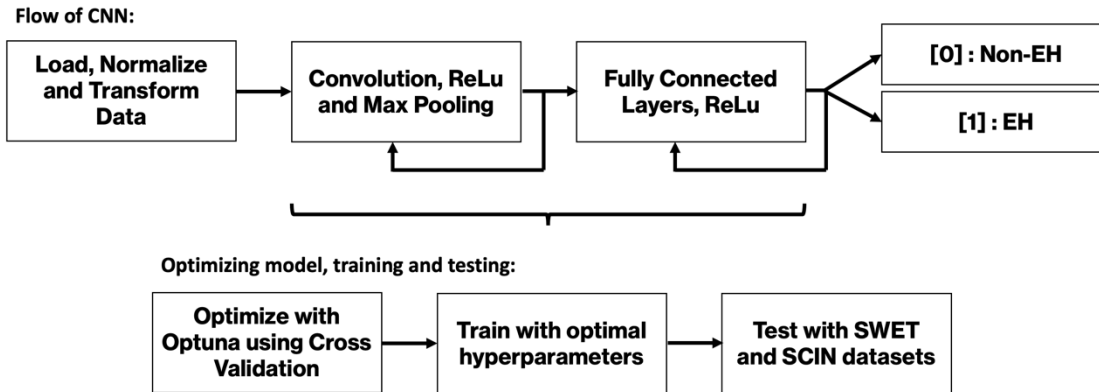 Flow of CNN:
Load, Normalize
and Transform
Data
Convolution, ReLu
and Max Pooling
Fully Connected
Layers, ReLu
[0] : Non-EH
[1] : EH
Optimizing model, training and testing:
Optimize with
Optuna using Cross
Validation
Train with optimal
hyperparameters
Test with SWET
and SCIN datasets